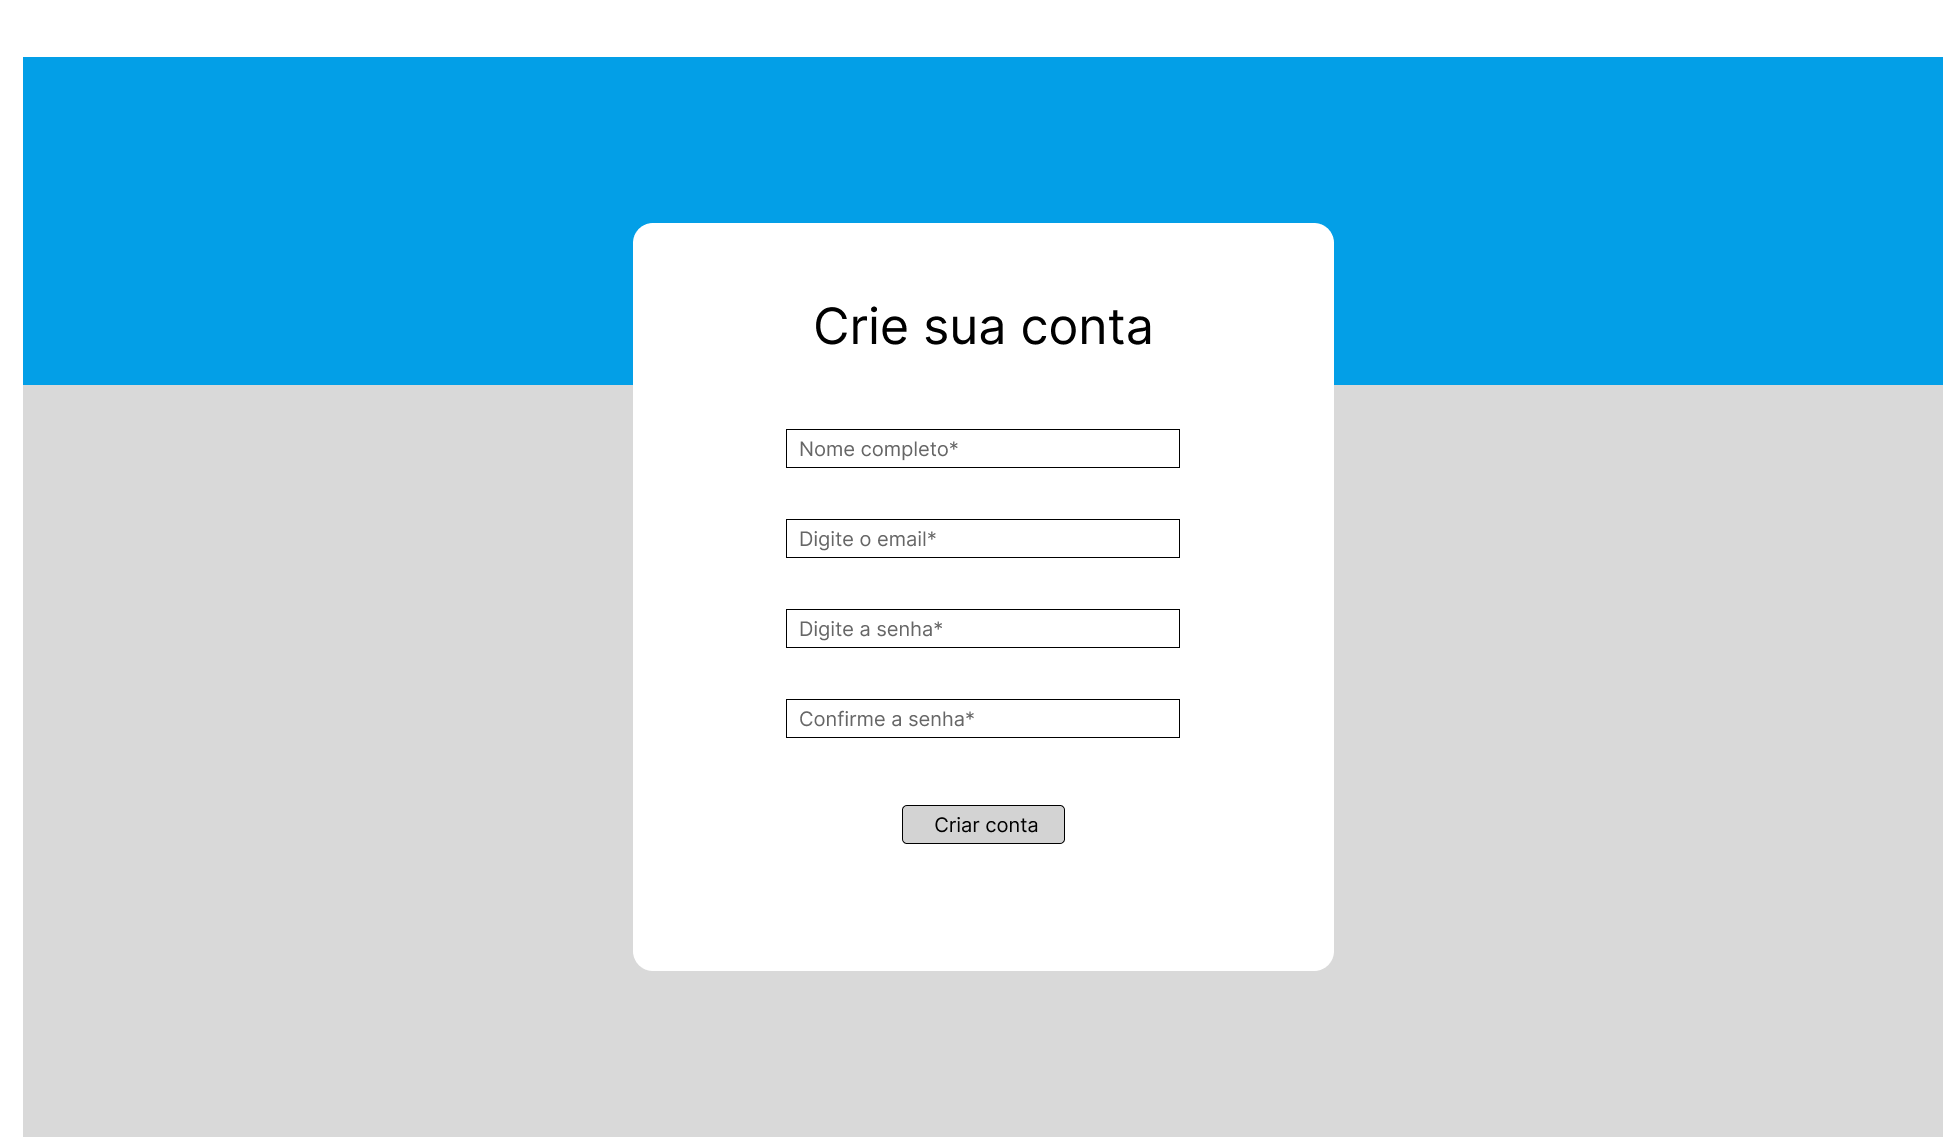 Crie sua conta
Nome completo*
Digite o email*
Digite a senha*
Confirme a senha*
Criar conta